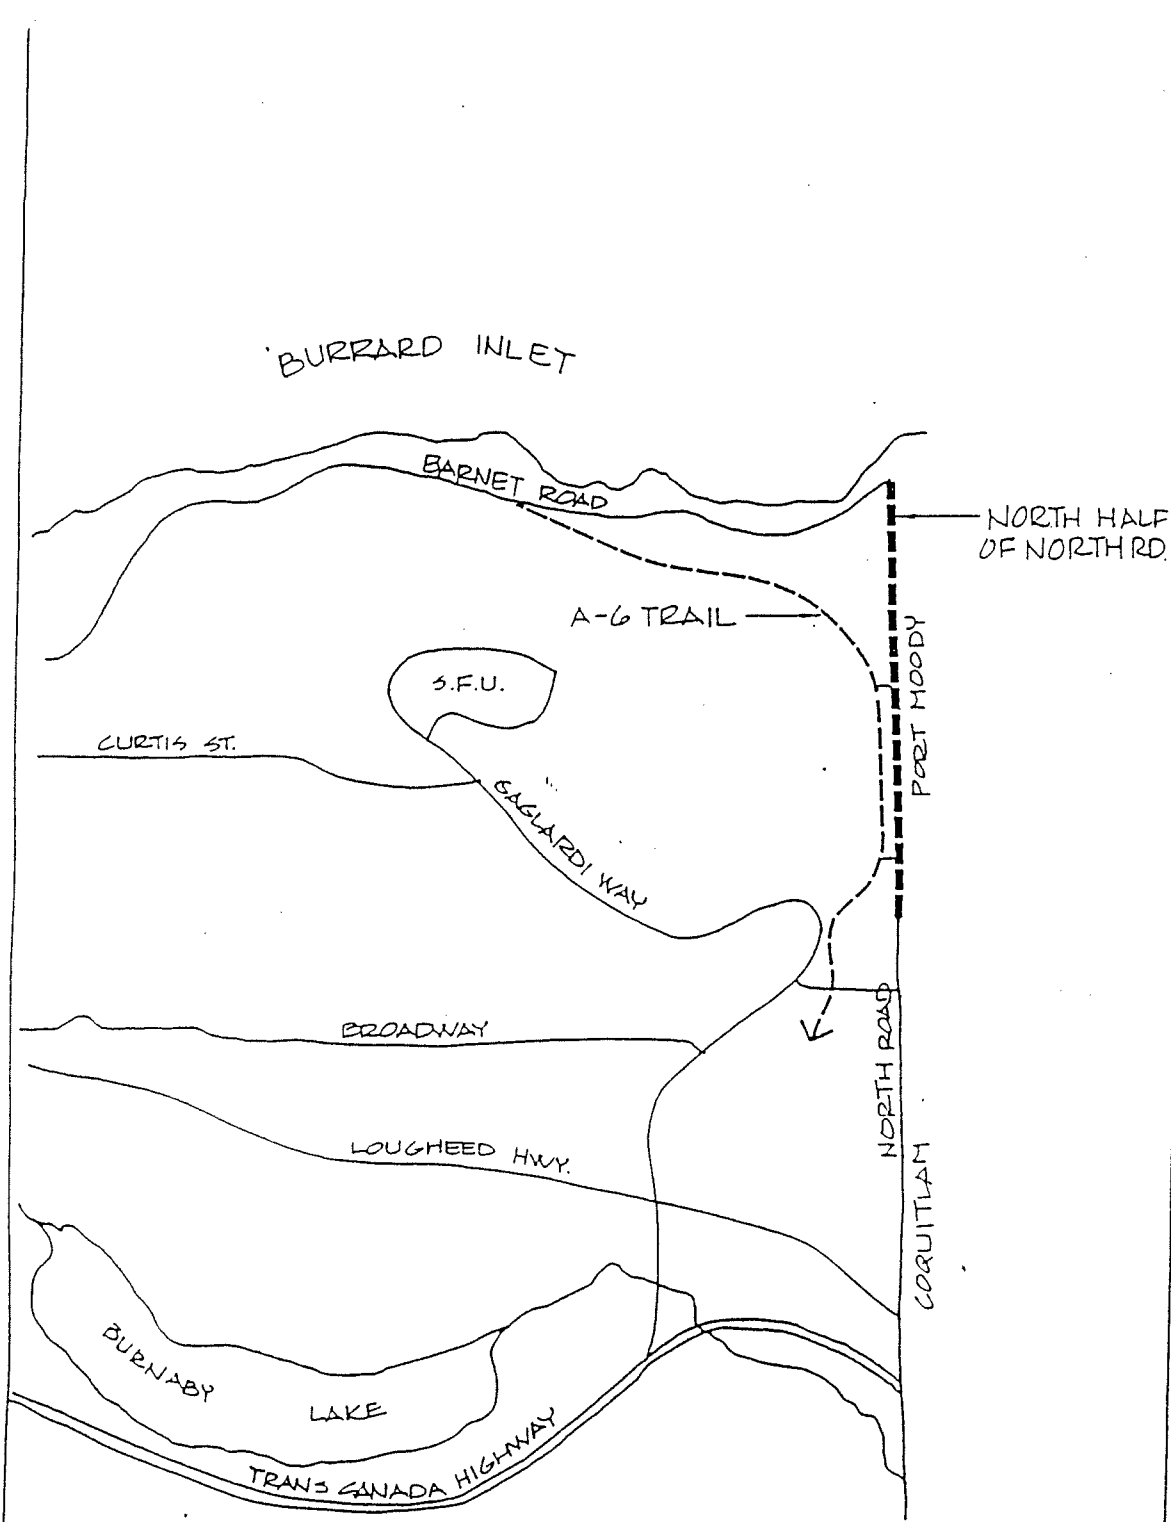 BURRARD INLET
BARNET ROAD
NORTH HALF
OF NORTH RD.
A-6 TRAIL
PORT MOODY
S.F.U.
CURTIS ST.
GAGLARDI WAY
BROADWAY
NORTH ROAD
LOUGHEED HWY.
COQUITLAM
BURNABY
LAKE
TRANS CANADA HIGHWAY